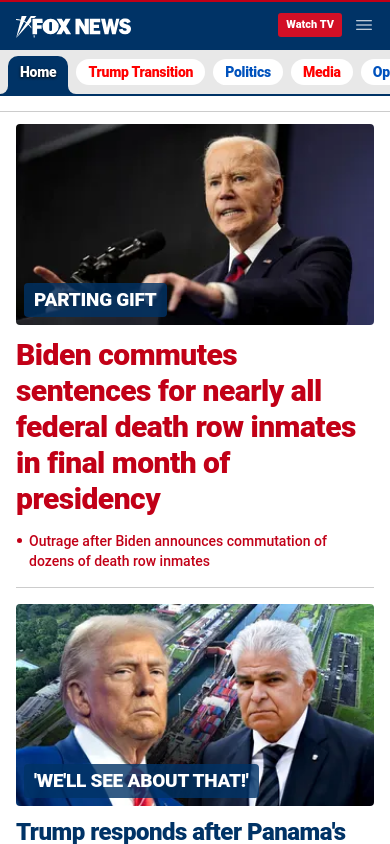 FOX NEWS
Watch TV
Home
Trump Transition
Politics
Media
Op
PARTING GIFT
Biden commutes
sentences for nearly all
federal death row inmates
in final month of
presidency
• Outrage after Biden announces commutation of
dozens of death row inmates
'WE'LL SEE ABOUT THAT!'
Trump responds after Panama's